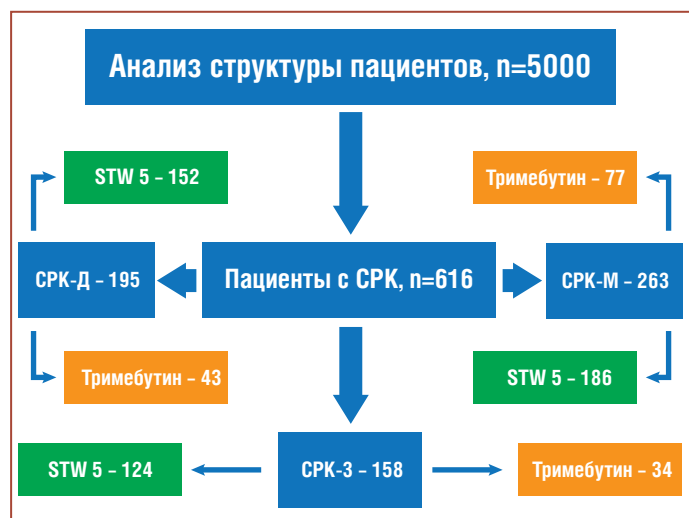 Анализ структуры пациентов, n=5000
STW 5 – 152
Тримебутин – 77
СРК-Д – 195
Пациенты с СРК, n=616
СРК-М – 263
Тримебутин – 43
STW 5 – 186
STW 5 – 124
СРК-З – 158
Тримебутин – 34